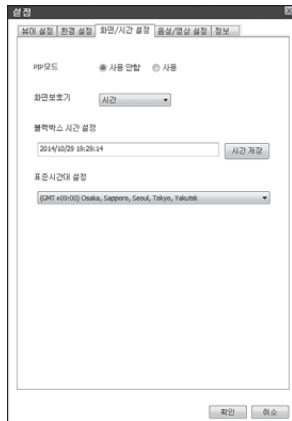 설정
뷰어 설정 환경 설정 화면/시간 설정 음성/영상 설정 정보
PIP모드 사용 안함 사용
화면보호기 시간
블랙박스 시간 설정
2014/10/29 19:29:14 시간 저장
표준시간대 설정
(GMT +09:00) Osaka, Sapporo, Seoul, Tokyo, Yakutsk
확인 취소